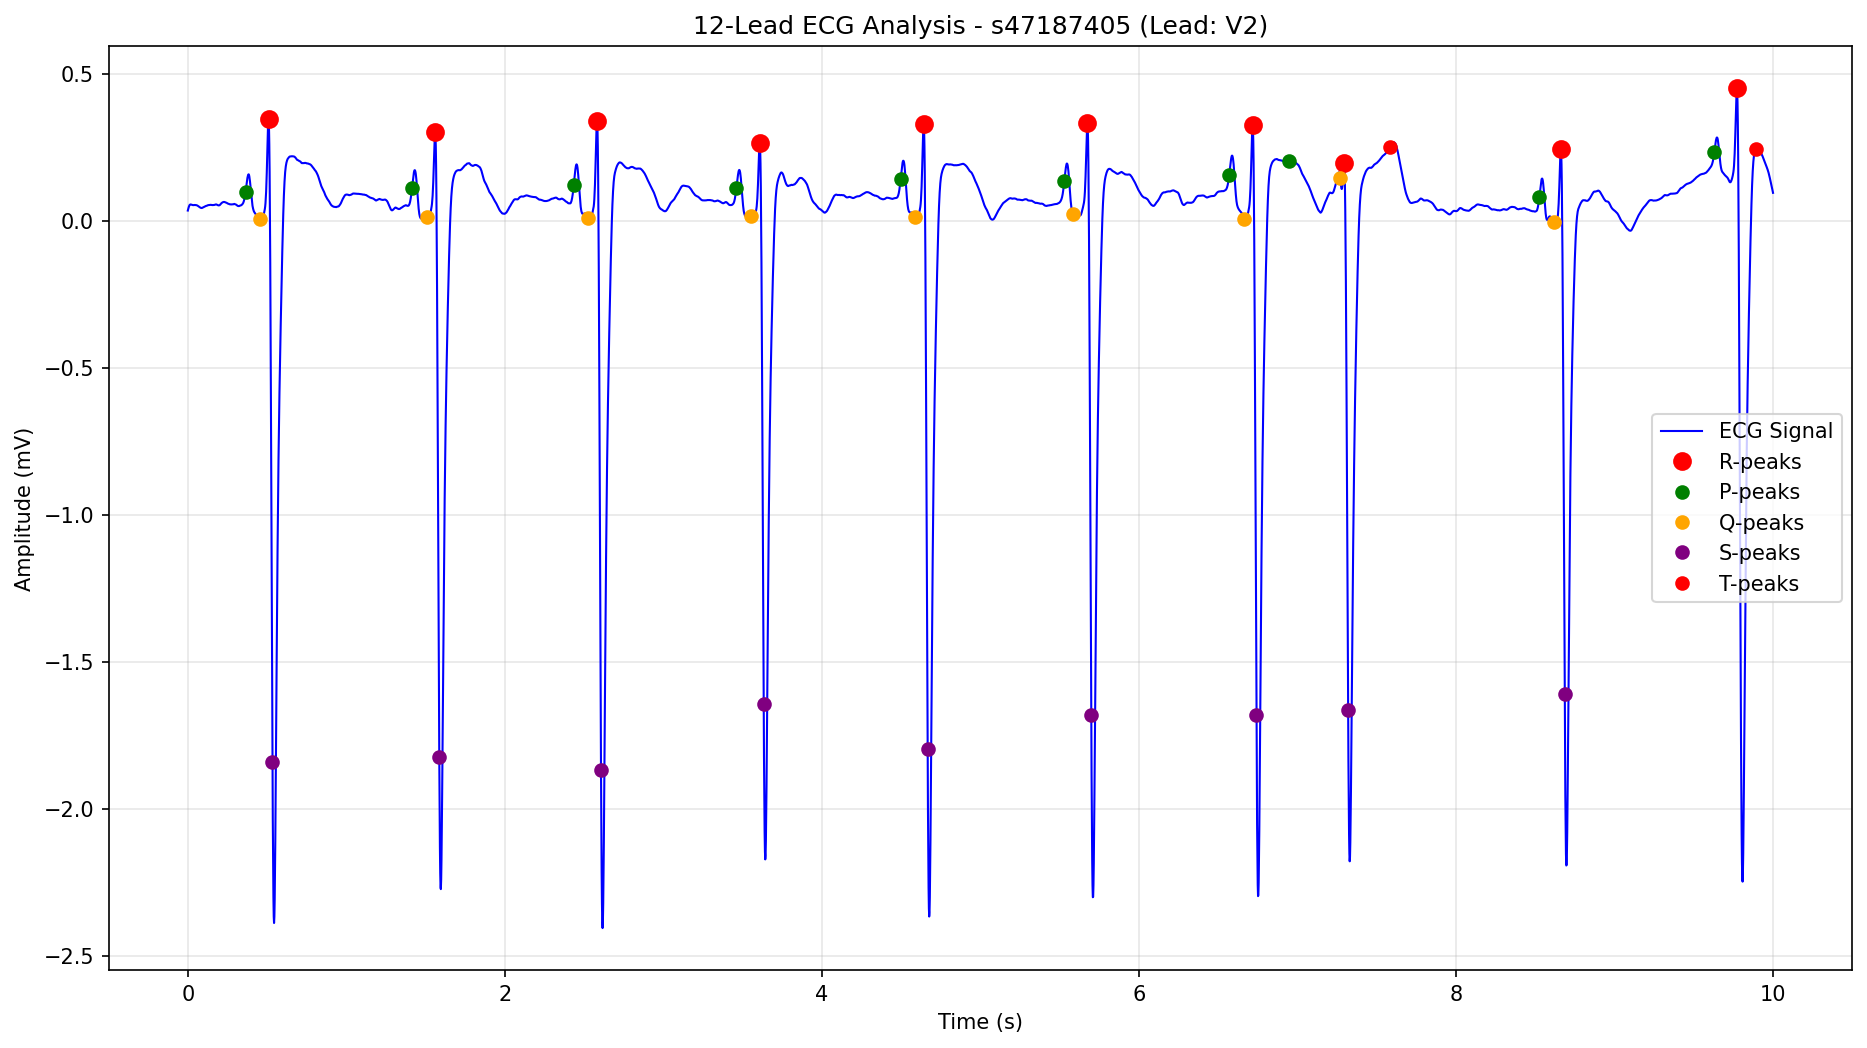 12-Lead ECG Analysis - s47187405 (Lead: V2)
Amplitude (mV)
0.5
0.0
−0.5
−1.0
−1.5
−2.0
−2.5
ECG Signal
R-peaks
P-peaks
Q-peaks
S-peaks
T-peaks
0 2 4 6 8 10
Time (s)